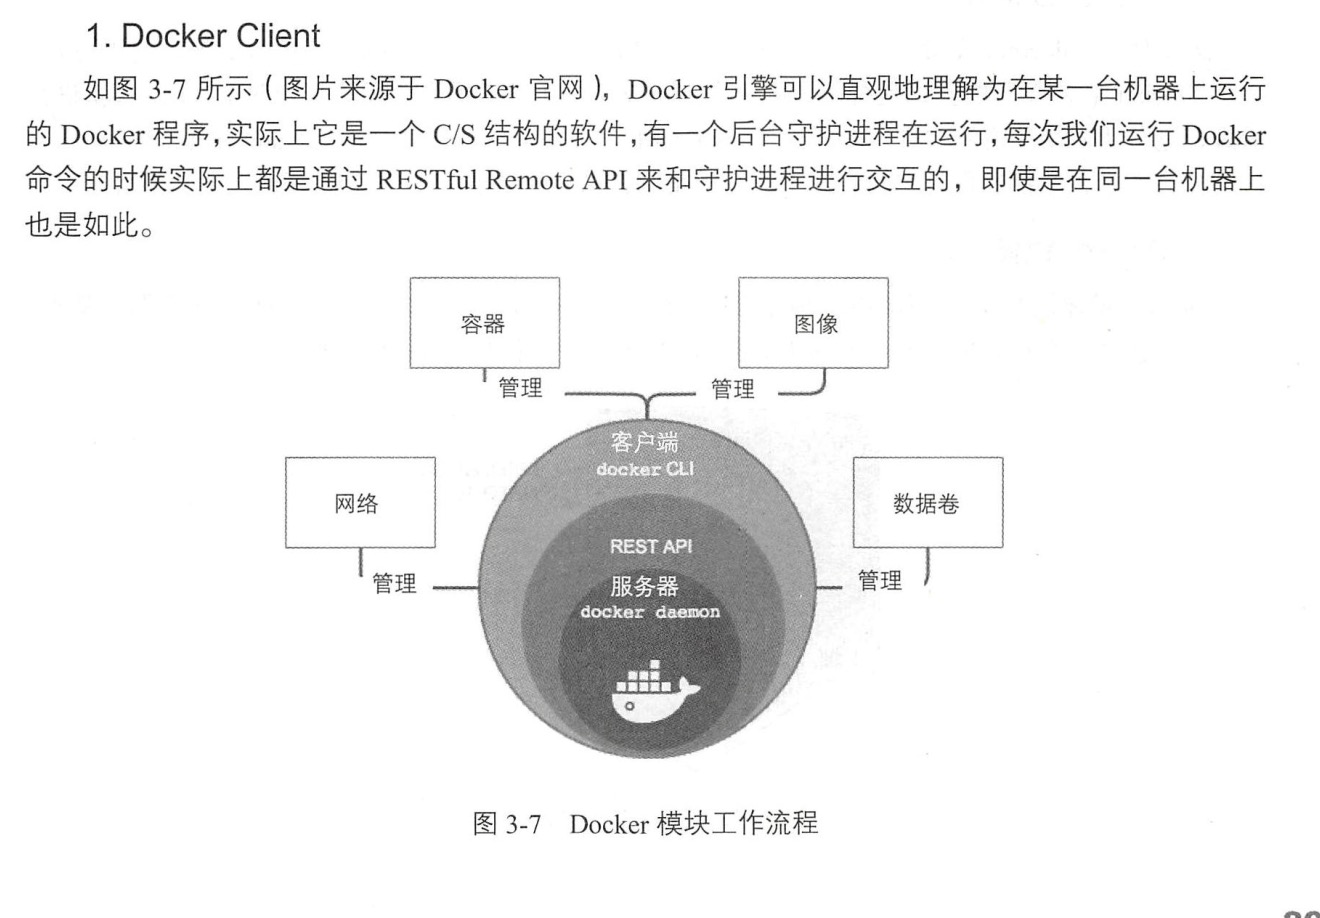 1. Docker Client
如图 3-7 所示（图片来源于 Docker 官网），Docker 引擎可以直观地理解为在某一台机器上运行
的 Docker 程序，实际上它是一个 C/S 结构的软件，有一个后台守护进程在运行，每次我们运行 Docker
命令的时候实际上都是通过 RESTful Remote API 来和守护进程进行交互的，即使是在同一台机器上
也是如此。
容器
图像
管理
管理
客户端
docker CLI
网络
数据卷
REST API
管理
管理
服务器
docker daemon
图 3-7 Docker 模块工作流程